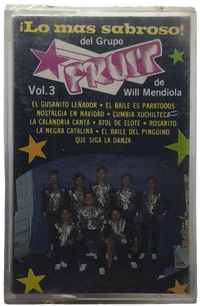 ¡Lo mas sabroso!
del Grupo
FRUTT
Vol.3
de
Will Mendiola
EL GUSANITO LEÑADOR • EL BAILE ES PARATODOS
NOSTALGIA EN NAVIDAD • CUMBIA XUCHILTECA
LA CALANDRIA CANTA • ATOL DE ELOTE • ROSARITO
LA NEGRA CATALINA • EL BAILE DEL PINGÜINO
QUE SIGA LA DANZA